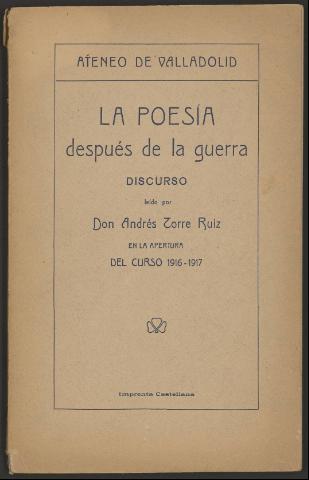 ATENEO DE VALLADOLID
LA POESÍA
después de la guerra
DISCURSO
leído por
Don Andrés Torre Ruiz
EN LA APERTURA
DEL CURSO 1916-1917
Imprenta Castellana